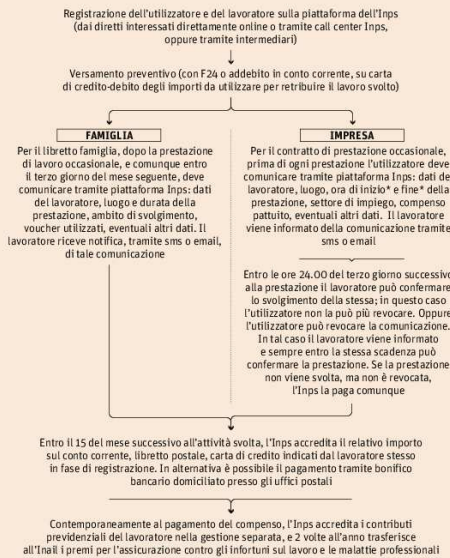 Registrazione dell'utilizzatore e del lavoratore sulla piattaforma dell'Inps
(dai diretti interessati direttamente online o tramite call center Inps,
oppure tramite intermediari)
Versamento preventivo (con F24 o addebito in conto corrente, su carta
di credito-debito degli importi da utilizzare per retribuire il lavoro svolto)
FAMIGLIA
Per il libretto famiglia, dopo la prestazione
di lavoro occasionale, e comunque entro
il terzo giorno del mese seguente, deve
comunicare tramite piattaforma Inps: dati
del lavoratore, luogo e durata della
prestazione, ambito di svolgimento,
voucher utilizzati, eventuali altri dati. Il
lavoratore riceve notifica, tramite sms o email,
di tale comunicazione
IMPRESA
Per il contratto di prestazione occasionale,
prima di ogni prestazione l'utilizzatore deve
comunicare tramite piattaforma Inps: dati de
lavoratore, luogo, ora di inizio* e fine* della
prestazione, settore di impiego, compenso
pattuito, eventuali altri dati. Il lavoratore
viene informato della comunicazione tramite
sms o email
Entro le ore 24.00 del terzo giorno successivo
alla prestazione il lavoratore può confermare
lo svolgimento della stessa; in questo caso
l'utilizzatore non la può più revocare. Oppure
l'utilizzatore può revocare la comunicazione.
In tal caso il lavoratore viene informato
e sempre entro la stessa scadenza può
confermare la prestazione. Se la prestazione
non viene svolta, ma non è revocata,
l'Inps la paga comunque
Entro il 15 del mese successivo all'attività svolta, l'Inps accredita il relativo importo
sul conto corrente, libretto postale, carta di credito indicati dal lavoratore stesso
in fase di registrazione. In alternativa è possibile il pagamento tramite bonifico
bancario domiciliato presso gli uffici postali
Contemporaneamente al pagamento del compenso, l'Inps accredita i contributi
previdenziali del lavoratore nella gestione separata, e 2 volte all'anno trasferisce
all'Inail i premi per l'assicurazione contro gli infortuni sul lavoro e le malattie professionali